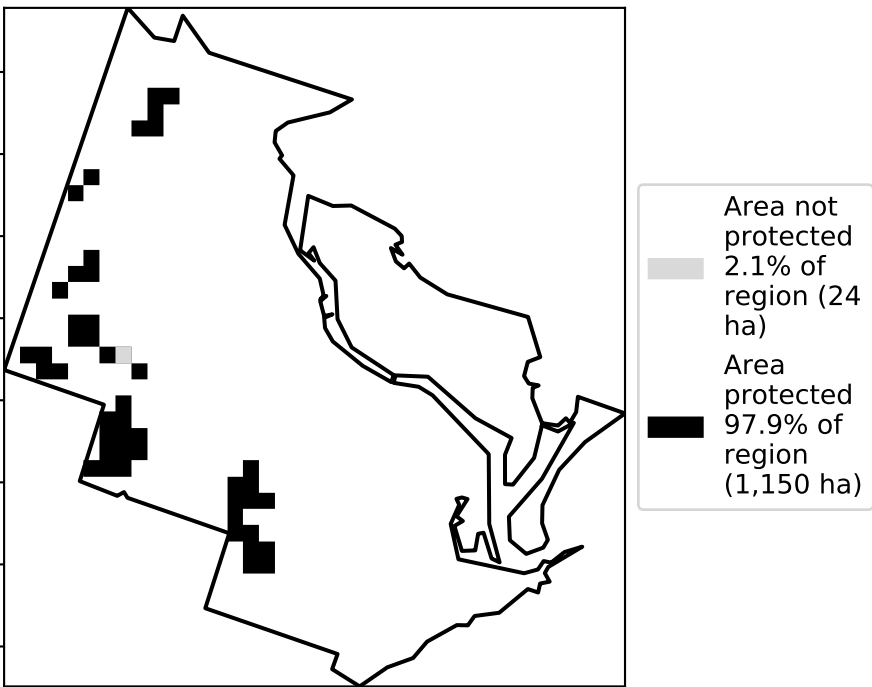 Area not
protected
2.1% of
region (24
ha)
Area
protected
97.9% of
region
(1,150 ha)